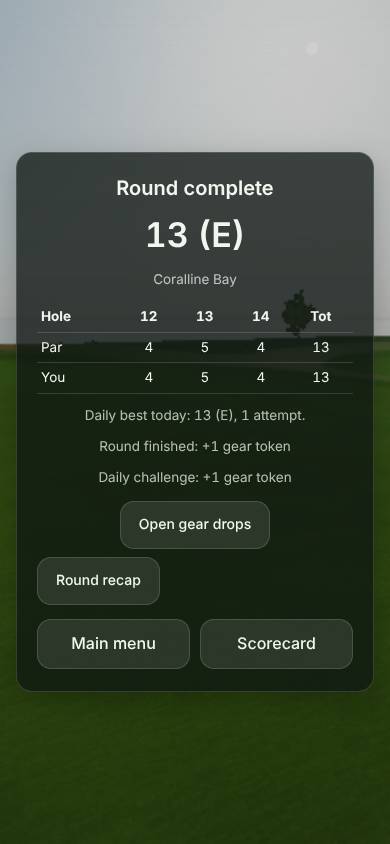 Round complete
13 (E)
Coralline Bay
Hole 12 13 14 Tot
Par 4 5 4 13
You 4 5 4 13
Daily best today: 13 (E), 1 attempt.
Round finished: +1 gear token
Daily challenge: +1 gear token
Open gear drops
Round recap
Main menu Scorecard